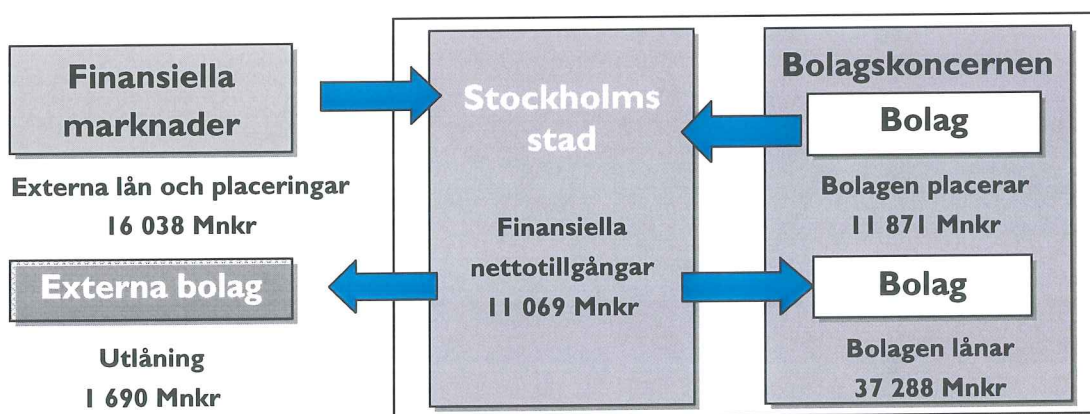 Finansiella
marknader
Externa lån och placeringar
16 038 Mnkr
Externa bolag
Utlåning
1 690 Mnkr
Stockholms
stad
Finansiella
nettotillgångar
11 069 Mnkr
Bolagskoncernen
Bolag
Bolagen placerar
11 871 Mnkr
Bolag
Bolagen lånar
37 288 Mnkr